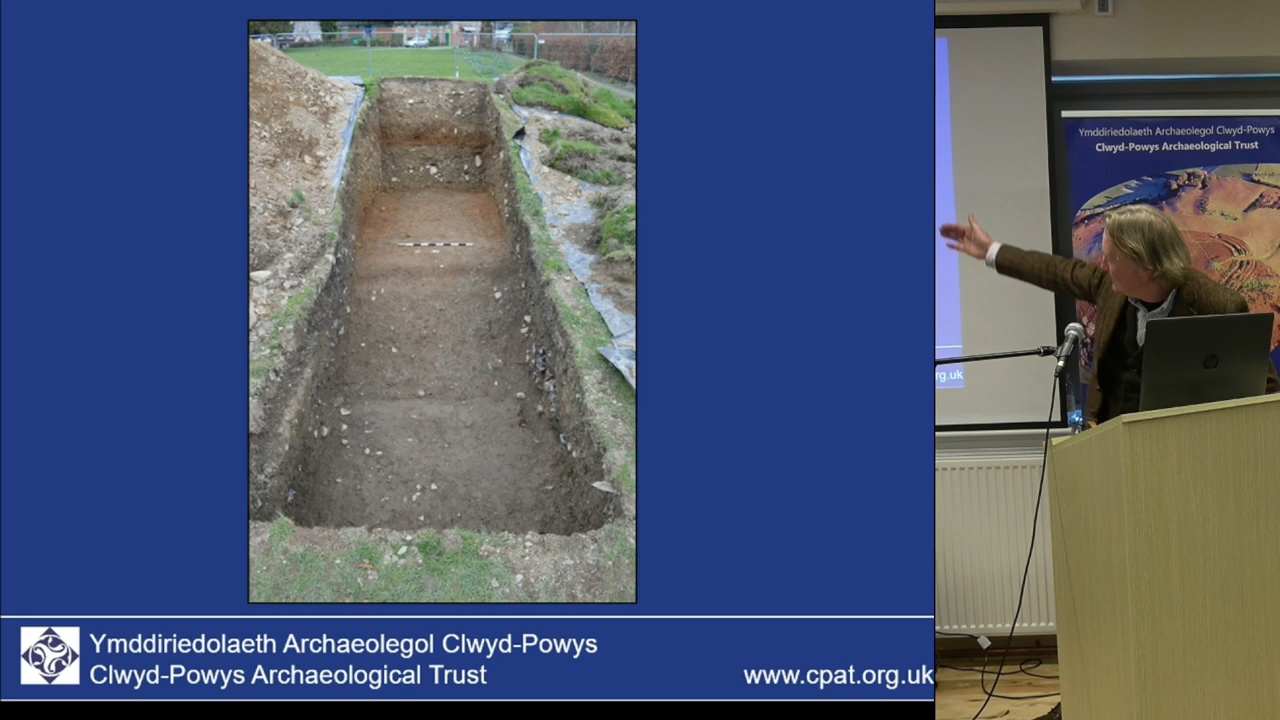 Ymddiriedolaeth Archaeolegol Clwyd-Powys
Clwyd-Powys Archaeological Trust
www.cpat.org.uk
rg.uk
Ymddiriedolaeth Archaeolegol Clwyd-Powys
Clwyd-Powys Archaeological Trust
hp